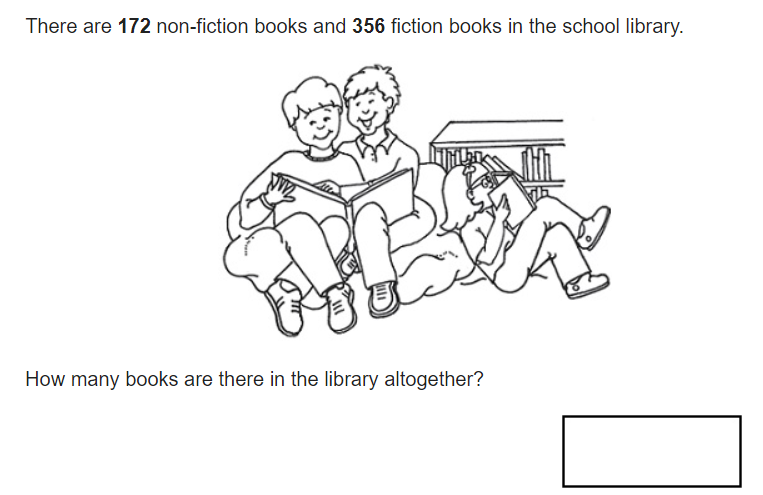 There are 172 non-fiction books and 356 fiction books in the school library.
How many books are there in the library altogether?